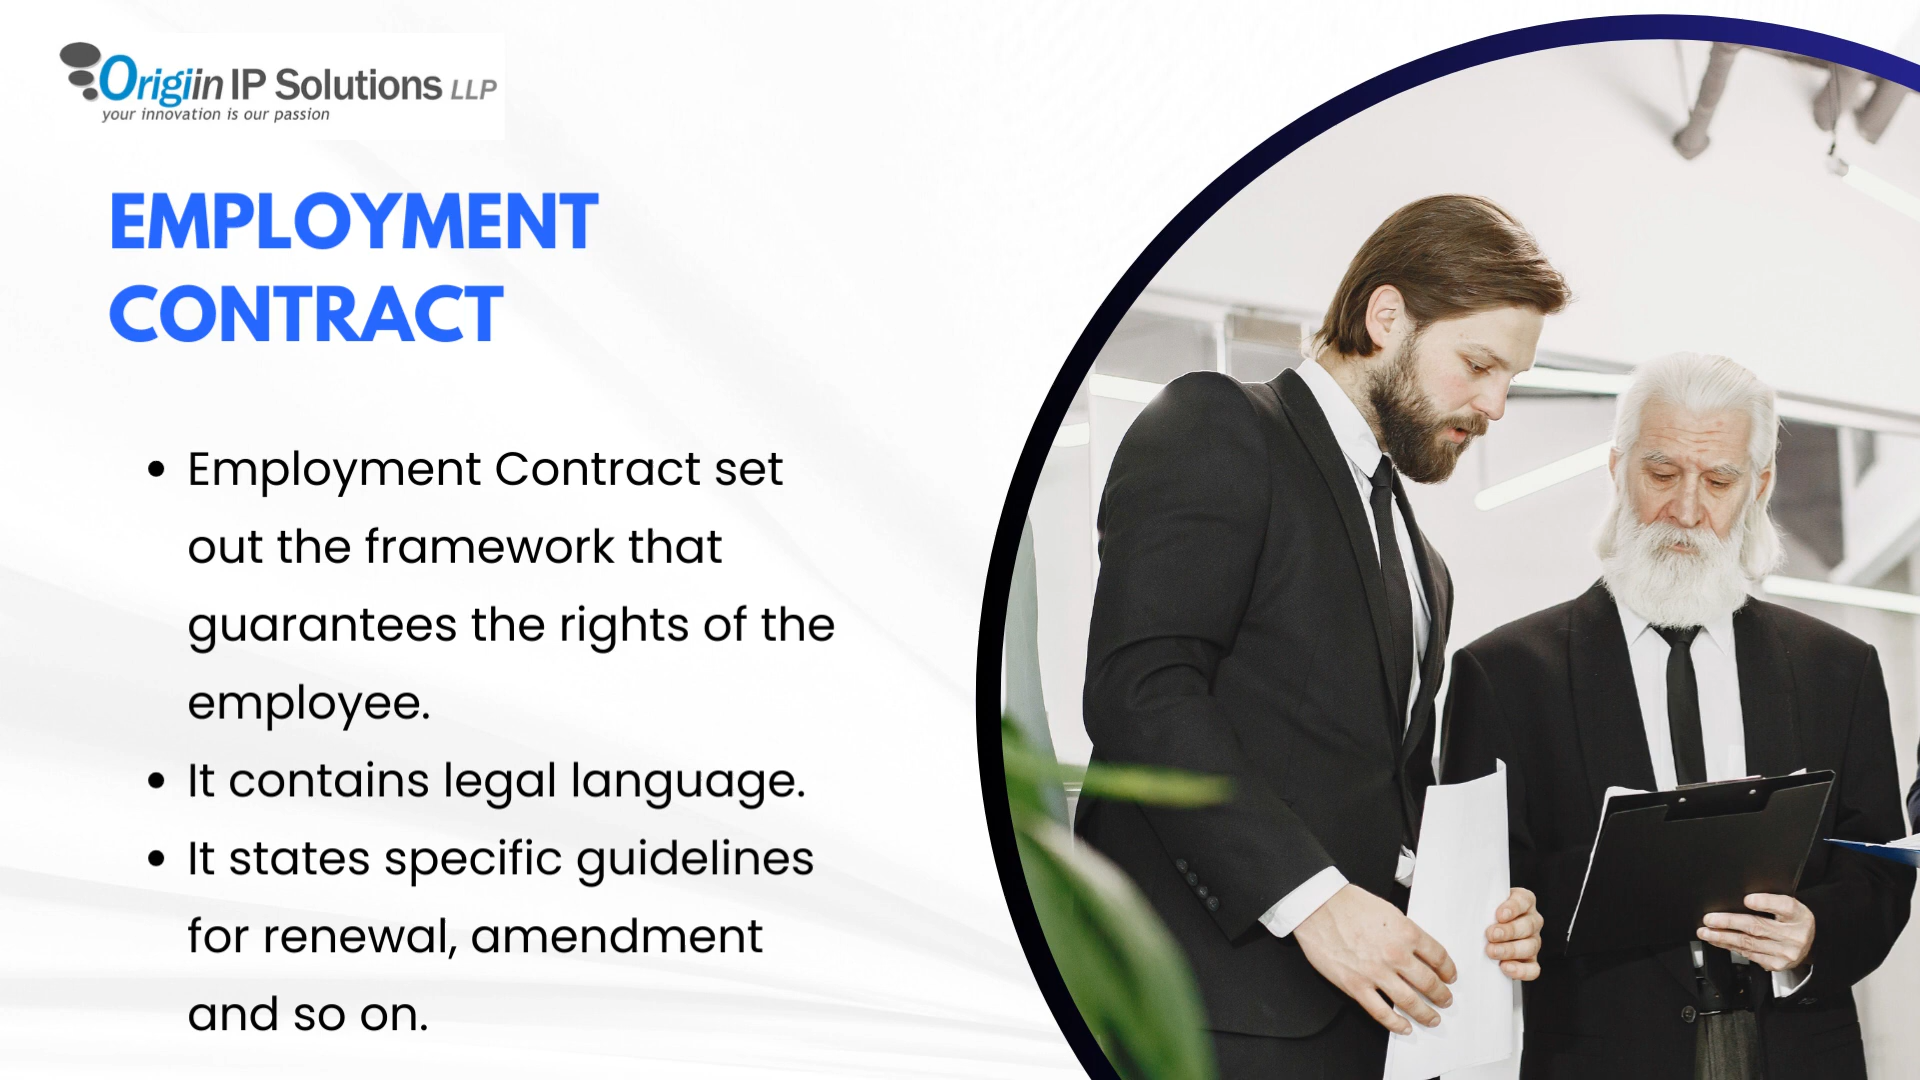 Origiin IP Solutions LLP
your innovation is our passion
EMPLOYMENT
CONTRACT
• Employment Contract set
out the framework that
guarantees the rights of the
employee.
• It contains legal language.
• It states specific guidelines
for renewal, amendment
and so on.